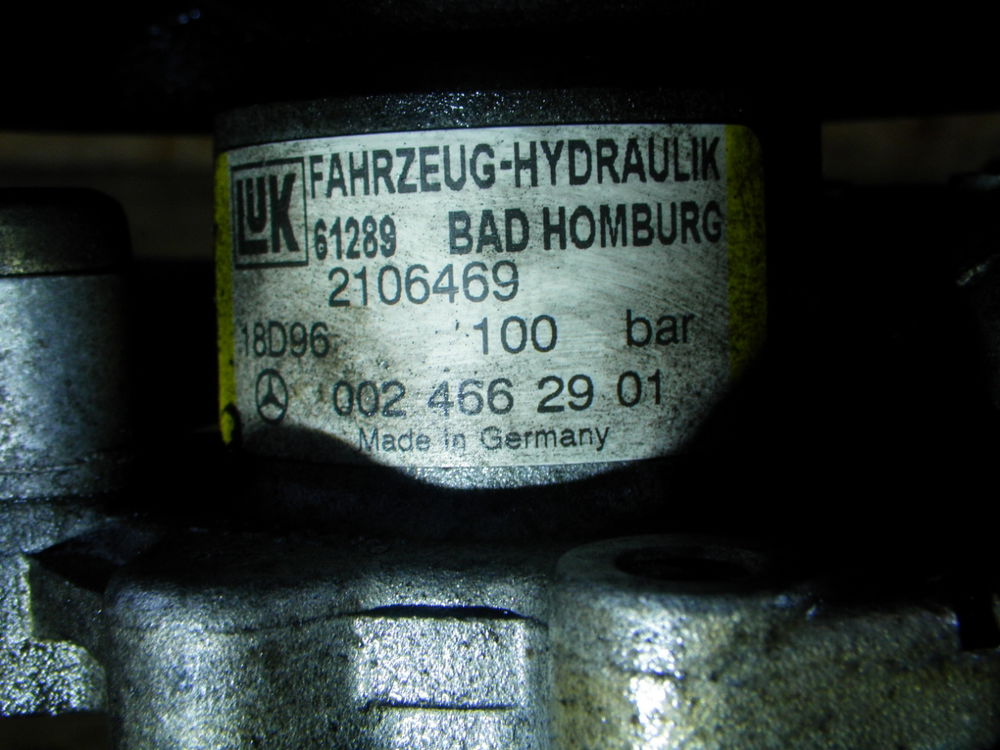 LUK FAHRZEUG-HYDRAULIK
61289 BAD HOMBURG
2106469
18D96 100 bar
002 466 29 01
Made in Germany